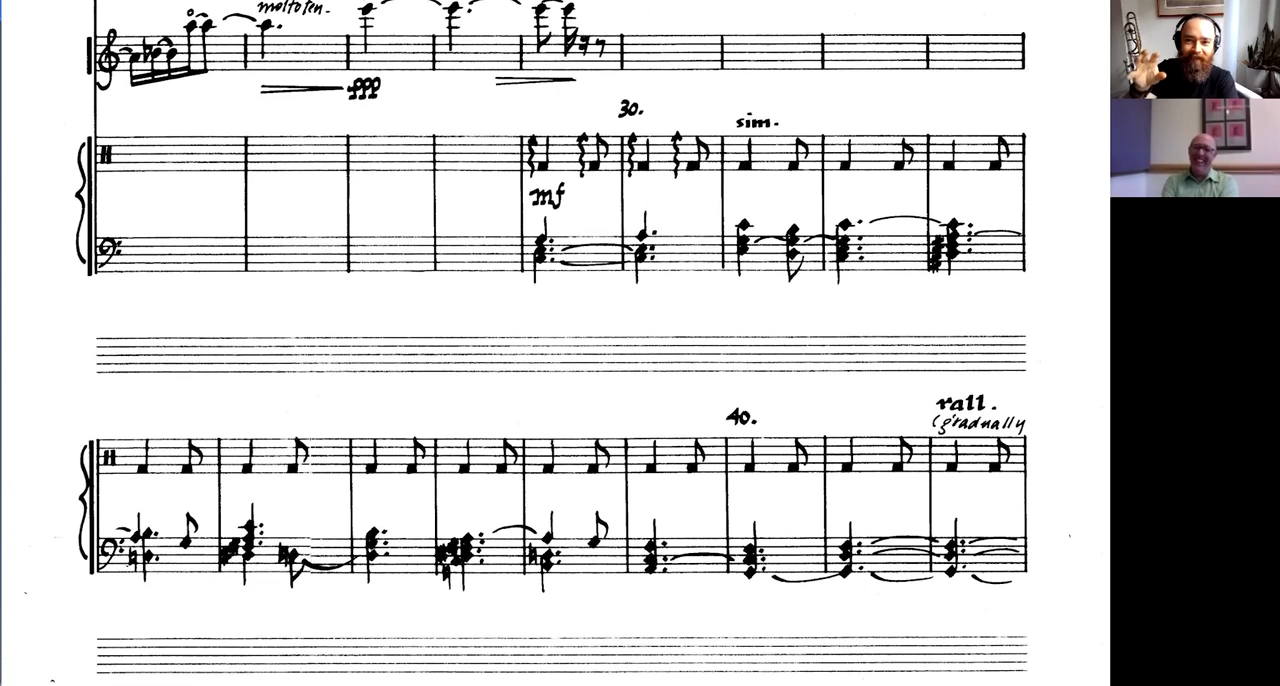 molto ten.
ppp
30.
sim.
mf
40.
rall.
(gradually